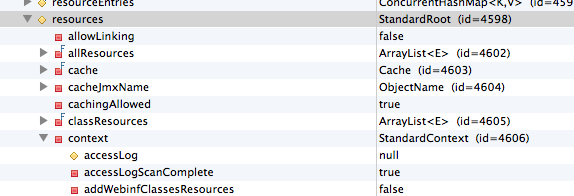 resourceEntries ConcurrentHashMap<K,V> (id=459
resources StandardRoot (id=4598)
allowLinking false
F allResources ArrayList<E> (id=4602)
cache Cache (id=4603)
cacheJmxName ObjectName (id=4604)
cachingAllowed true
F classResources ArrayList<E> (id=4605)
context StandardContext (id=4606)
accessLog null
accessLogScanComplete true
addWebinfClassesResources false